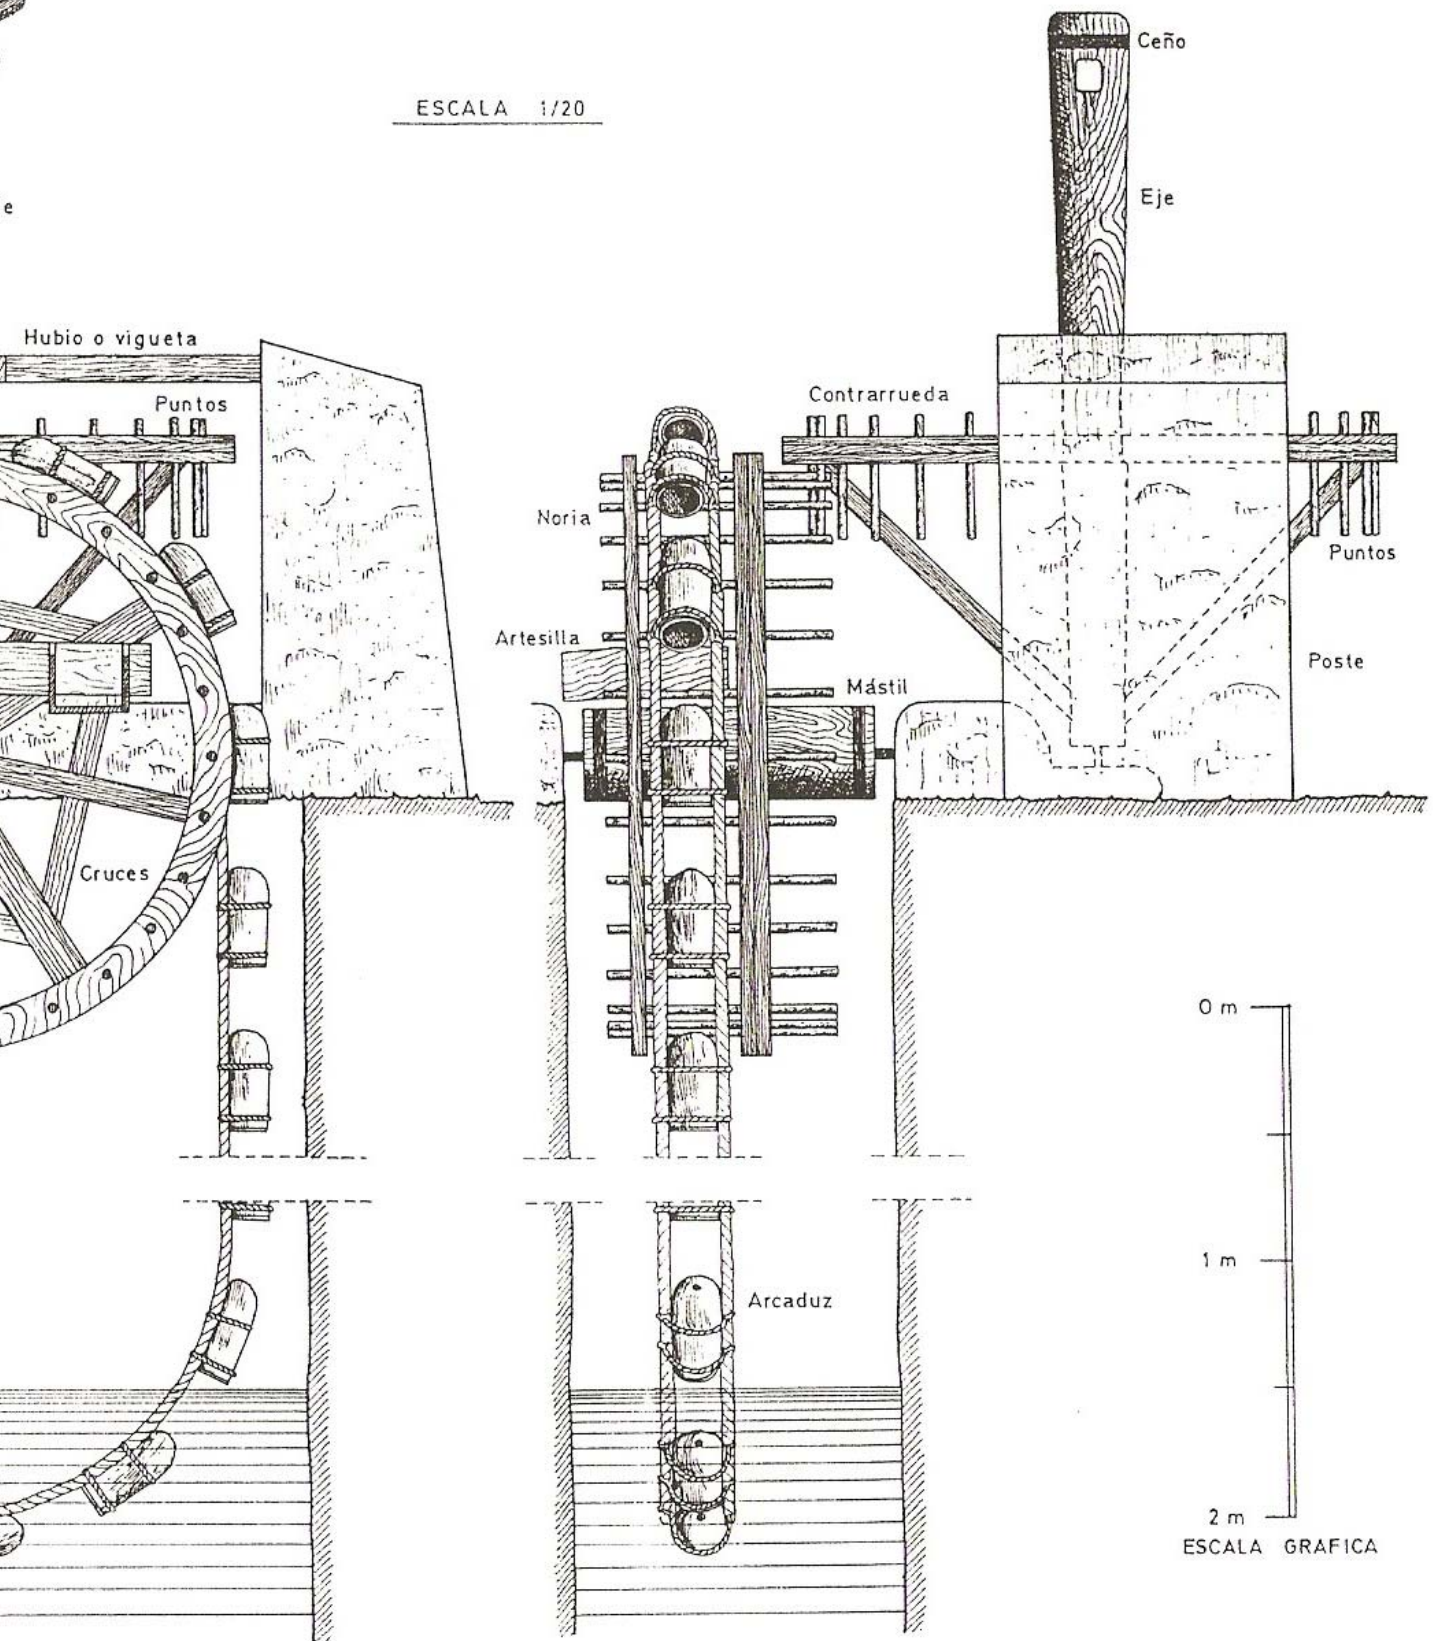 Ceño
ESCALA 1/20
Eje
e
Hubio o vigueta
Contrarrueda
Puntos
Noria
Puntos
Artesilla
Poste
Mástil
Cruces
0 m
1 m
Arcaduz
2 m
ESCALA GRAFICA